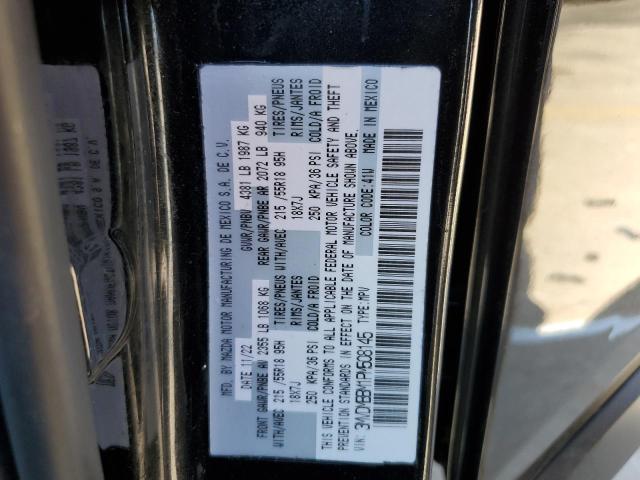 MFD. BY MAZDA MOTOR MANUFACTURING DE MEXICO S.A. DE C.V.
DATE 11/22 GVWR/PNBV 4381 LB 1987 KG
FRONT GAWR/PNBE AV 2355 LB 1068 KG REAR GAWR/PNBE AR 2072 LB 940 KG
WITH/AVEC 215/55R18 95H TIRES/PNEUS WITH/AVEC 215/55R18 95H TIRES/PNEUS
18X7J RIMS/JANTES 18X7J RIMS/JANTES
250 KPA/36 PSI COLD/A FROID 250 KPA/36 PSI COLD/A FROID
THIS VEHICLE CONFORMS TO ALL APPLICABLE FEDERAL MOTOR VEHICLE SAFETY AND THEFT
PREVENTION STANDARDS IN EFFECT ON THE DATE OF MANUFACTURE SHOWN ABOVE.
COLOR CODE: 41W MADE IN MEXICO
VIN: 3MVDMBBM1PM508145 TYPE: MPV